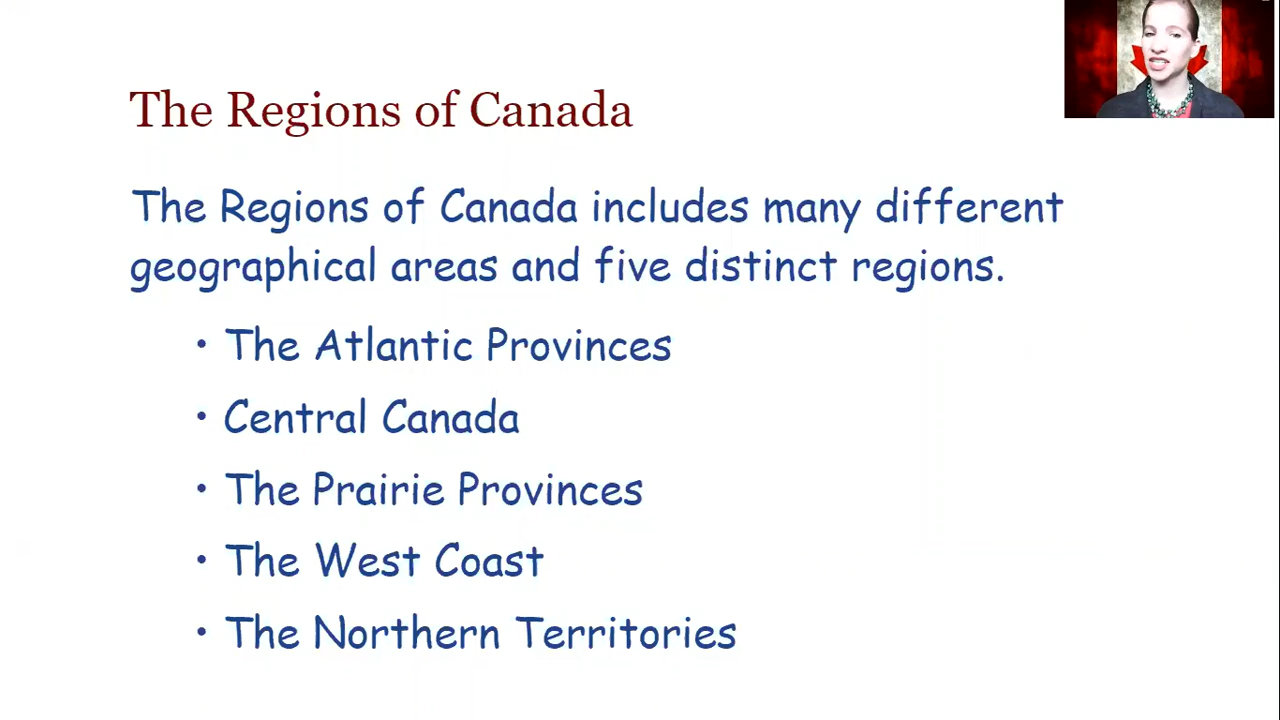 The Regions of Canada
The Regions of Canada includes many different
geographical areas and five distinct regions.
• The Atlantic Provinces
• Central Canada
• The Prairie Provinces
• The West Coast
• The Northern Territories